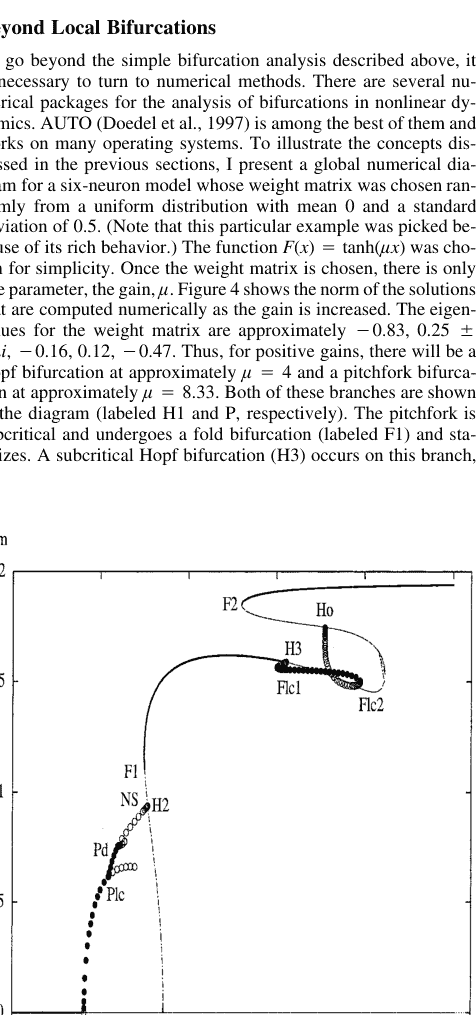 eyond Local Bifurcations
go beyond the simple bifurcation analysis described above, it
necessary to turn to numerical methods. There are several nu-
rical packages for the analysis of bifurcations in nonlinear dy-
mics. AUTO (Doedel et al., 1997) is among the best of them and
rks on many operating systems. To illustrate the concepts dis-
ssed in the previous sections, I present a global numerical dia-
am for a six-neuron model whose weight matrix was chosen ran-
mly from a uniform distribution with mean 0 and a standard
viation of 0.5. (Note that this particular example was picked be-
use of its rich behavior.) The function F(x) = tanh(μx) was cho-
n for simplicity. Once the weight matrix is chosen, there is only
e parameter, the gain, μ. Figure 4 shows the norm of the solutions
at are computed numerically as the gain is increased. The eigen-
ues for the weight matrix are approximately −0.83, 0.25 ±
i, −0.16, 0.12, −0.47. Thus, for positive gains, there will be a
opf bifurcation at approximately μ = 4 and a pitchfork bifurca-
n at approximately μ = 8.33. Both of these branches are shown
the diagram (labeled H1 and P, respectively). The pitchfork is
bcritical and undergoes a fold bifurcation (labeled F1) and sta-
izes. A subcritical Hopf bifurcation (H3) occurs on this branch,
m
2
F2
Ho
H3
5
Flc1
Flc2
F1
1
NS
H2
Pd
Plc
5
0